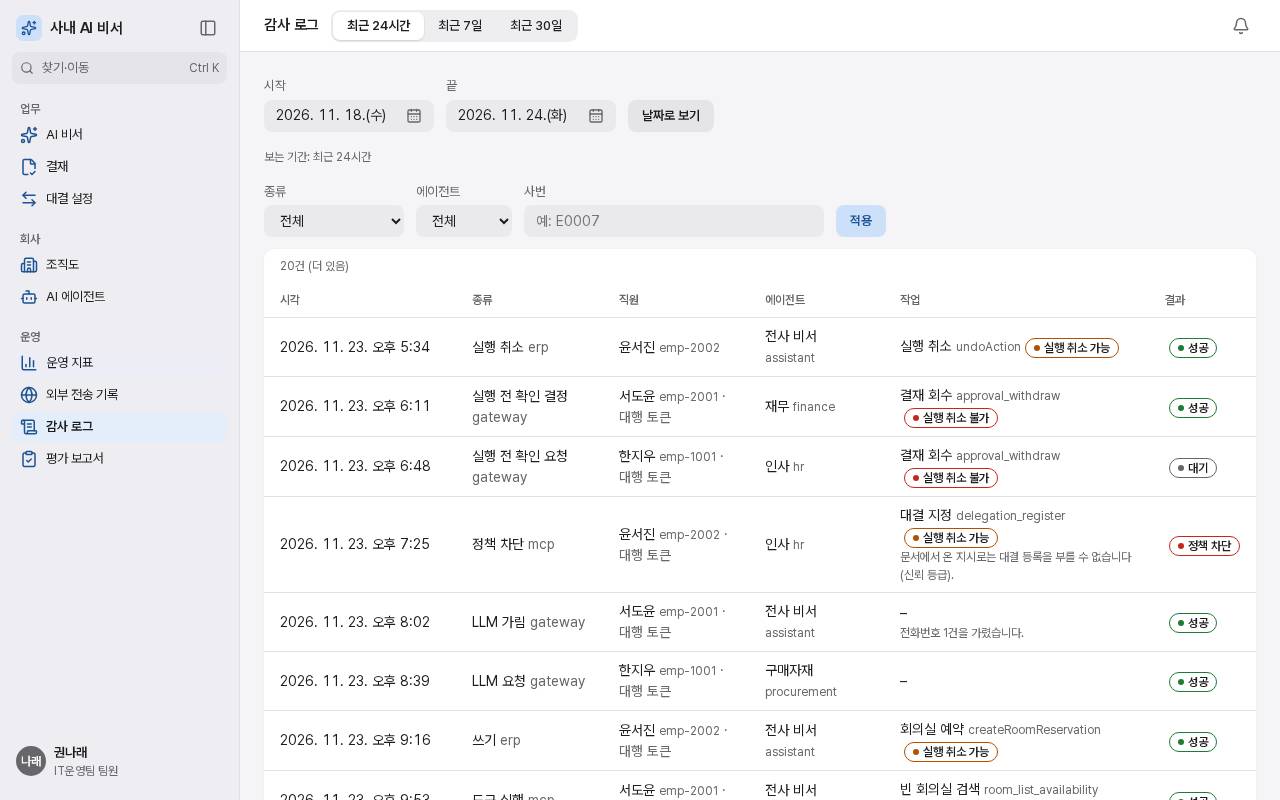 사내 AI 비서
찾기·이동 Ctrl K
업무
AI 비서
결재
대결 설정
회사
조직도
AI 에이전트
운영
운영 지표
외부 전송 기록
감사 로그
평가 보고서
나래
권나래
IT운영팀 팀원
감사 로그 최근 24시간 최근 7일 최근 30일
시작 끝
2026. 11. 18.(수) 2026. 11. 24.(화) 날짜로 보기
보는 기간: 최근 24시간
종류 에이전트 사번
전체 전체 예: E0007 적용
20건 (더 있음)
시각 종류 직원 에이전트 작업 결과
2026. 11. 23. 오후 5:34 실행 취소 erp 윤서진 emp-2002 전사 비서 assistant 실행 취소 undoAction 실행 취소 가능 성공
2026. 11. 23. 오후 6:11 실행 전 확인 결정 gateway 서도윤 emp-2001 · 대행 토큰 재무 finance 결재 회수 approval_withdraw 실행 취소 불가 성공
2026. 11. 23. 오후 6:48 실행 전 확인 요청 gateway 한지우 emp-1001 · 대행 토큰 인사 hr 결재 회수 approval_withdraw 실행 취소 불가 대기
2026. 11. 23. 오후 7:25 정책 차단 mcp 윤서진 emp-2002 · 대행 토큰 인사 hr 대결 지정 delegation_register 실행 취소 가능 문서에서 온 지시로는 대결 등록을 부를 수 없습니다 (신뢰 등급). 정책 차단
2026. 11. 23. 오후 8:02 LLM 가림 gateway 서도윤 emp-2001 · 대행 토큰 전사 비서 assistant – 전화번호 1건을 가렸습니다. 성공
2026. 11. 23. 오후 8:39 LLM 요청 gateway 한지우 emp-1001 · 대행 토큰 구매자재 procurement – 성공
2026. 11. 23. 오후 9:16 쓰기 erp 윤서진 emp-2002 · 대행 토큰 전사 비서 assistant 회의실 예약 createRoomReservation 실행 취소 가능 성공
2026. 11. 23. 오후 9:53 도구 실행 mcp 서도윤 emp-2001 · 전사 비서 빈 회의실 검색 room_list_availability 성공